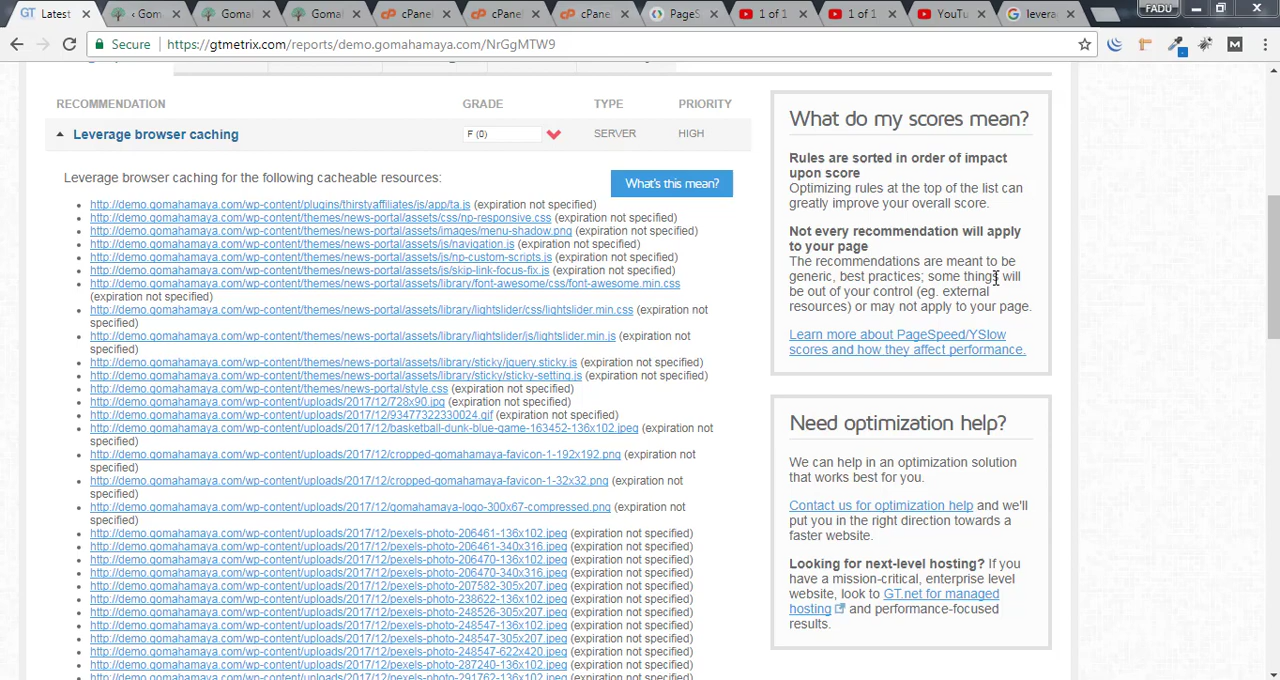 Latest
‹ Gom
Gomal
Gomat
cPanel
cPanel
cPane
PageS
1 of 1
1 of 1
YouTu
levera
FADU
Secure
https://gtmetrix.com/reports/demo.gomahamaya.com/NrGgMTW9
RECOMMENDATION GRADE TYPE PRIORITY
Leverage browser caching F (0) SERVER HIGH
Leverage browser caching for the following cacheable resources:
What's this mean?
http://demo.gomahamaya.com/wp-content/plugins/thirstyaffiliates/js/app/ta.js (expiration not specified)
http://demo.gomahamaya.com/wp-content/themes/news-portal/assets/css/np-responsive.css (expiration not specified)
http://demo.gomahamaya.com/wp-content/themes/news-portal/assets/images/menu-shadow.png (expiration not specified)
http://demo.gomahamaya.com/wp-content/themes/news-portal/assets/js/navigation.js (expiration not specified)
http://demo.gomahamaya.com/wp-content/themes/news-portal/assets/js/np-custom-scripts.js (expiration not specified)
http://demo.gomahamaya.com/wp-content/themes/news-portal/assets/js/skip-link-focus-fix.js (expiration not specified)
http://demo.gomahamaya.com/wp-content/themes/news-portal/assets/library/font-awesome/css/font-awesome.min.css
(expiration not specified)
http://demo.gomahamaya.com/wp-content/themes/news-portal/assets/library/lightslider/css/lightslider.min.css (expiration not
specified)
http://demo.gomahamaya.com/wp-content/themes/news-portal/assets/library/lightslider/js/lightslider.min.js (expiration not
specified)
http://demo.gomahamaya.com/wp-content/themes/news-portal/assets/library/sticky/jquery.sticky.js (expiration not specified)
http://demo.gomahamaya.com/wp-content/themes/news-portal/assets/library/sticky/sticky-setting.js (expiration not specified)
http://demo.gomahamaya.com/wp-content/themes/news-portal/style.css (expiration not specified)
http://demo.gomahamaya.com/wp-content/uploads/2017/12/728x90.jpg (expiration not specified)
http://demo.gomahamaya.com/wp-content/uploads/2017/12/93477322330024.gif (expiration not specified)
http://demo.gomahamaya.com/wp-content/uploads/2017/12/basketball-dunk-blue-game-163452-136x102.jpeg (expiration not
specified)
http://demo.gomahamaya.com/wp-content/uploads/2017/12/cropped-gomahamaya-favicon-1-192x192.png (expiration not
specified)
http://demo.gomahamaya.com/wp-content/uploads/2017/12/cropped-gomahamaya-favicon-1-32x32.png (expiration not
specified)
http://demo.gomahamaya.com/wp-content/uploads/2017/12/gomahamaya-logo-300x67-compressed.png (expiration not
specified)
http://demo.gomahamaya.com/wp-content/uploads/2017/12/pexels-photo-206461-136x102.jpeg (expiration not specified)
http://demo.gomahamaya.com/wp-content/uploads/2017/12/pexels-photo-206461-340x316.jpeg (expiration not specified)
http://demo.gomahamaya.com/wp-content/uploads/2017/12/pexels-photo-206470-136x102.jpeg (expiration not specified)
http://demo.gomahamaya.com/wp-content/uploads/2017/12/pexels-photo-206470-340x316.jpeg (expiration not specified)
http://demo.gomahamaya.com/wp-content/uploads/2017/12/pexels-photo-207582-305x207.jpeg (expiration not specified)
http://demo.gomahamaya.com/wp-content/uploads/2017/12/pexels-photo-238622-136x102.jpeg (expiration not specified)
http://demo.gomahamaya.com/wp-content/uploads/2017/12/pexels-photo-248526-305x207.jpeg (expiration not specified)
http://demo.gomahamaya.com/wp-content/uploads/2017/12/pexels-photo-248547-136x102.jpeg (expiration not specified)
http://demo.gomahamaya.com/wp-content/uploads/2017/12/pexels-photo-248547-305x207.jpeg (expiration not specified)
http://demo.gomahamaya.com/wp-content/uploads/2017/12/pexels-photo-248547-622x420.jpeg (expiration not specified)
http://demo.gomahamaya.com/wp-content/uploads/2017/12/pexels-photo-287240-136x102.jpeg (expiration not specified)
http://demo.gomahamaya.com/wp-content/uploads/2017/12/pexels-photo-291762-136x102.jpeg (expiration not specified)
What do my scores mean?
Rules are sorted in order of impact
upon score
Optimizing rules at the top of the list can
greatly improve your overall score.
Not every recommendation will apply
to your page
The recommendations are meant to be
generic, best practices; some things will
be out of your control (eg. external
resources) or may not apply to your page.
Learn more about PageSpeed/YSlow
scores and how they affect performance.
Need optimization help?
We can help in an optimization solution
that works best for you.
Contact us for optimization help and we'll
put you in the right direction towards a
faster website.
Looking for next-level hosting? If you
have a mission-critical, enterprise level
website, look to GT.net for managed
hosting and performance-focused
results.